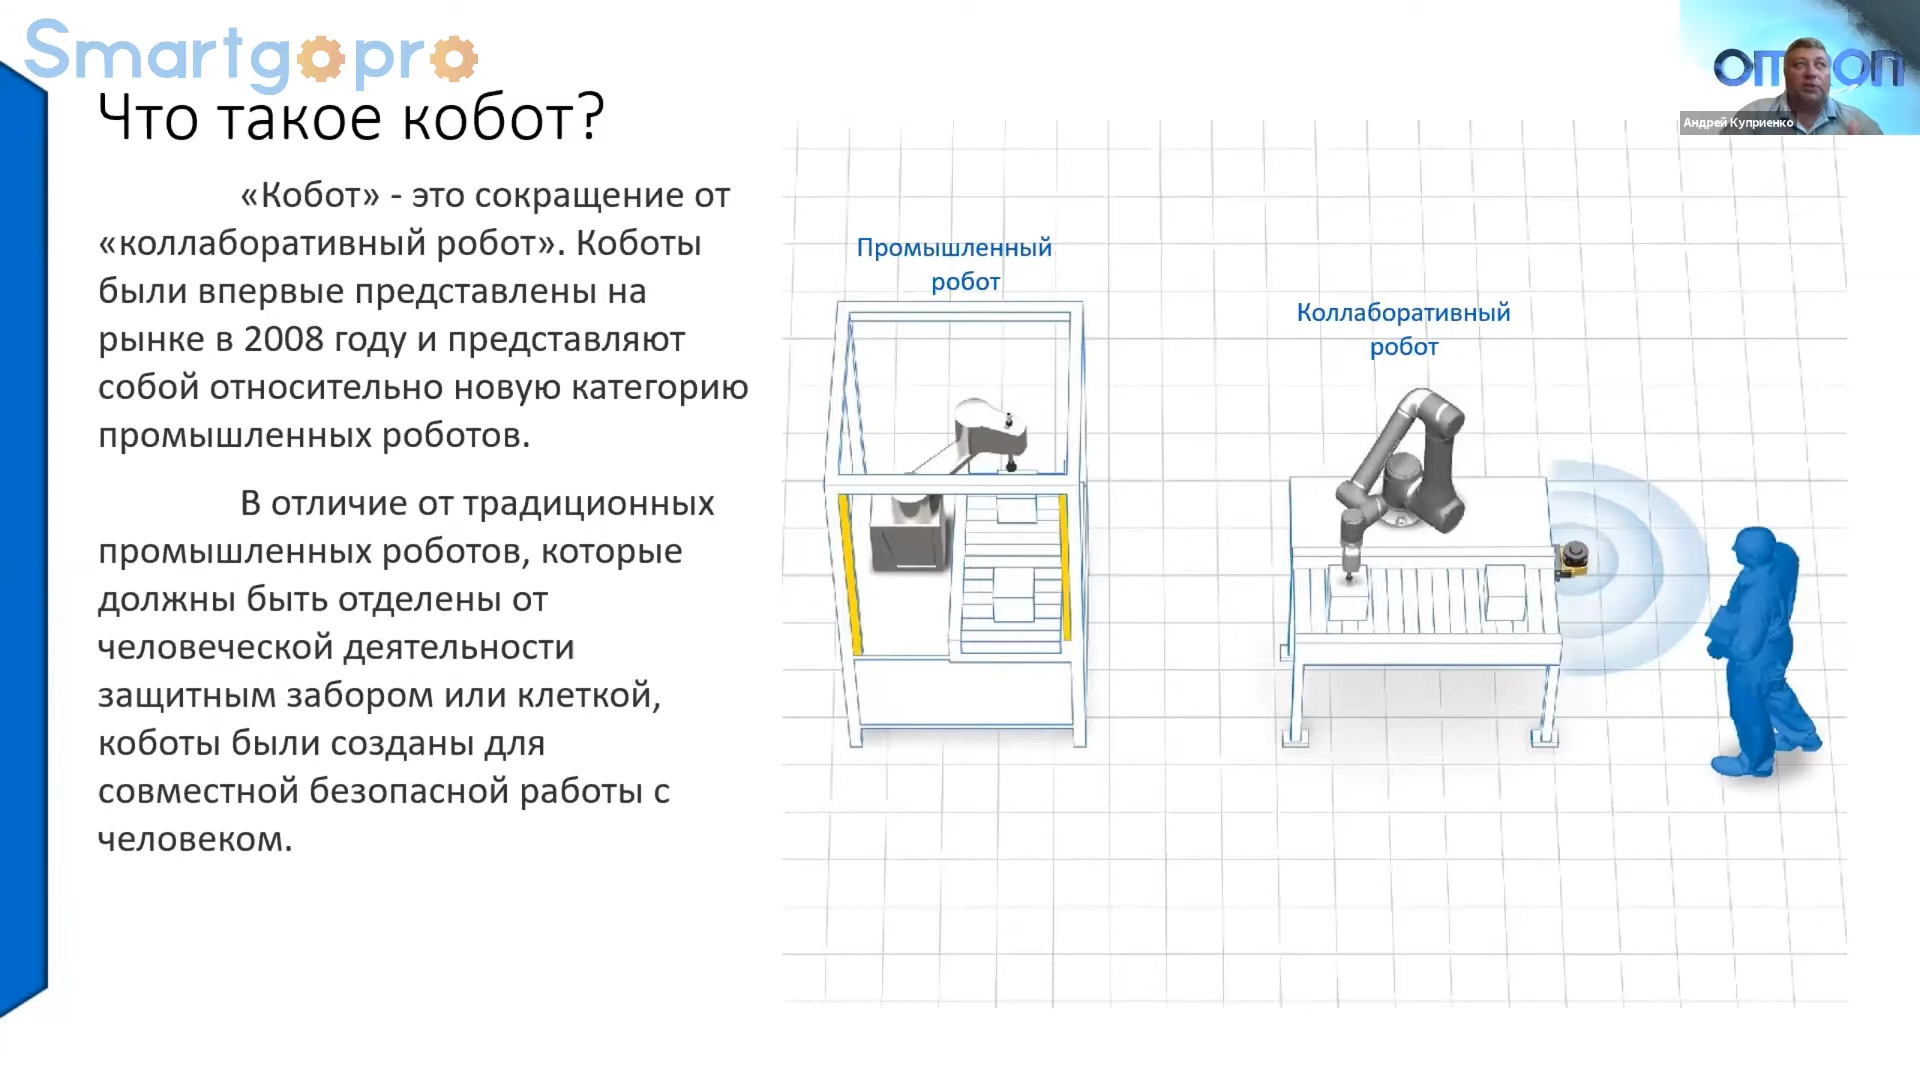 Smartgopro
Что такое кобот?
«Кобот» - это сокращение от
«коллаборативный робот». Коботы
были впервые представлены на
рынке в 2008 году и представляют
собой относительно новую категорию
промышленных роботов.
В отличие от традиционных
промышленных роботов, которые
должны быть отделены от
человеческой деятельности
защитным забором или клеткой,
коботы были созданы для
совместной безопасной работы с
человеком.
Промышленный
робот
Коллаборативный
робот
Андрей Куприенко